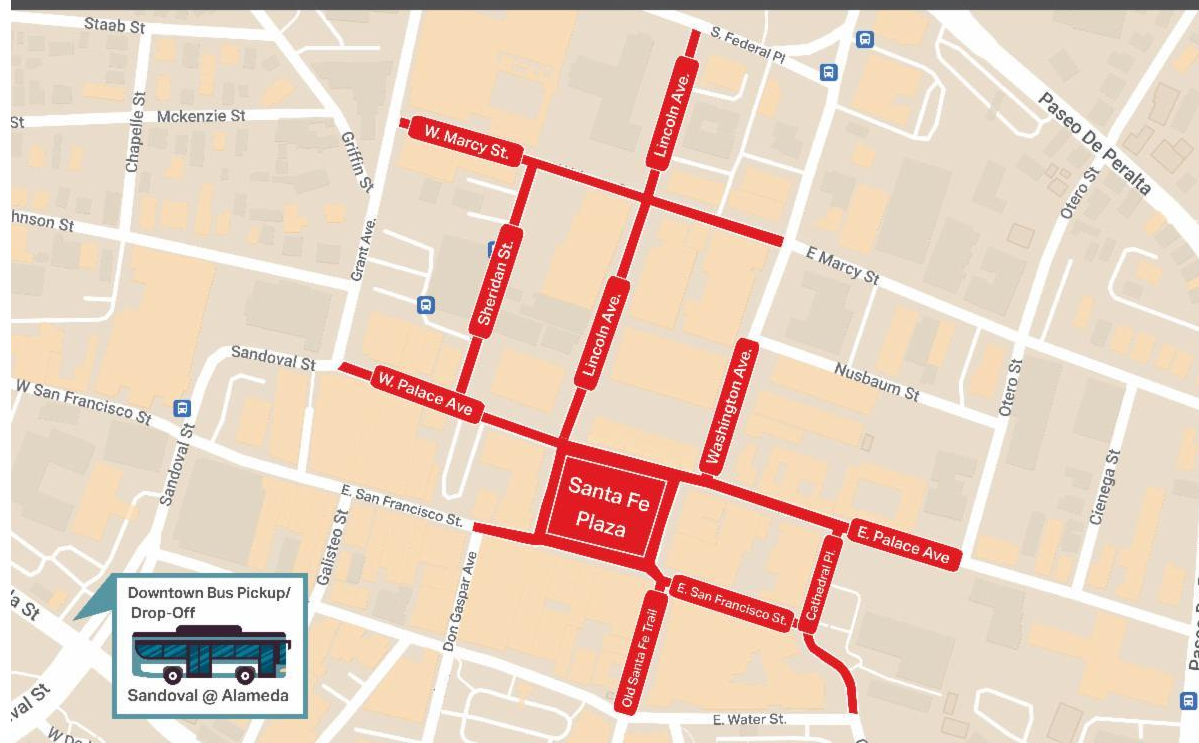 Staab St
S. Federal Pl
Mckenzie St
St
Chapelle St
Griffin St
W. Marcy St.
Lincoln Ave.
Paseo De Peralta
Otero St
hnson St
Grant Ave.
Sheridan St.
E Marcy St
Lincoln Ave.
Sandoval St
W. Palace Ave
Washington Ave.
Nusbaum St
Otero St
W San Francisco St
Sandoval St
E. San Francisco St.
Santa Fe
Plaza
Cienega St
Galisteo St
Don Gaspar Ave
E. Palace Ave
Cathedral Pl.
E. San Francisco St.
Old Santa Fe Trail
Downtown Bus Pickup/
Drop-Off
Sandoval @ Alameda
St
St
E. Water St.